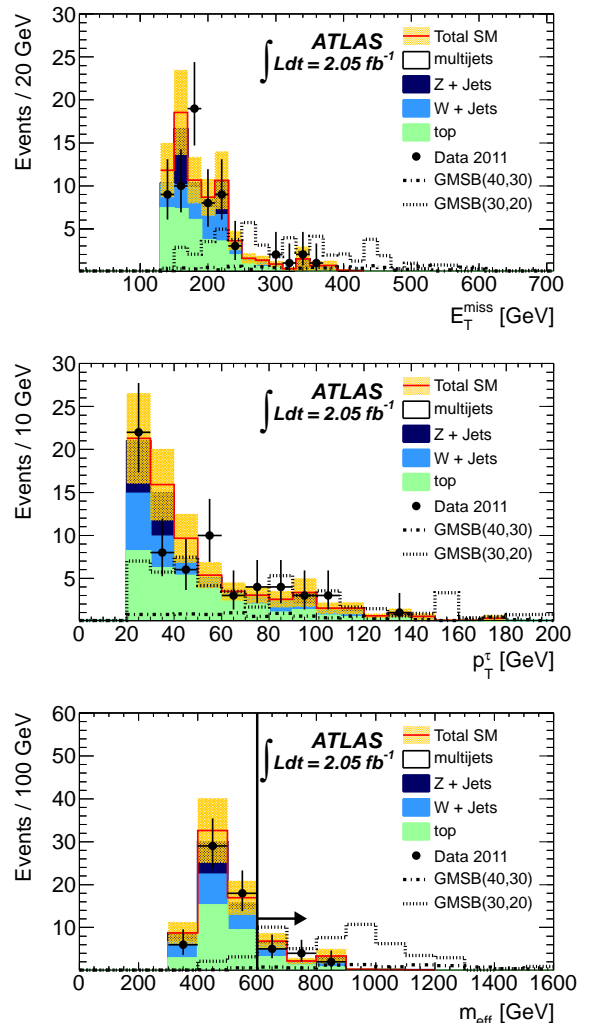 Events / 20 GeV
30
25
20
15
10
5
ATLAS
∫ Ldt = 2.05 fb⁻¹
Total SM
multijets
Z + Jets
W + Jets
top
Data 2011
GMSB(40,30)
GMSB(30,20)
100 200 300 400 500 600 700
E_T^miss [GeV]
Events / 10 GeV
30
25
20
15
10
5
ATLAS
∫ Ldt = 2.05 fb⁻¹
Total SM
multijets
Z + Jets
W + Jets
top
Data 2011
GMSB(40,30)
GMSB(30,20)
0 20 40 60 80 100 120 140 160 180 200
p_T^τ [GeV]
Events / 100 GeV
60
50
40
30
20
10
ATLAS
∫ Ldt = 2.05 fb⁻¹
Total SM
multijets
Z + Jets
W + Jets
top
Data 2011
GMSB(40,30)
GMSB(30,20)
0 200 400 600 800 1000 1200 1400 1600
m_eff [GeV]